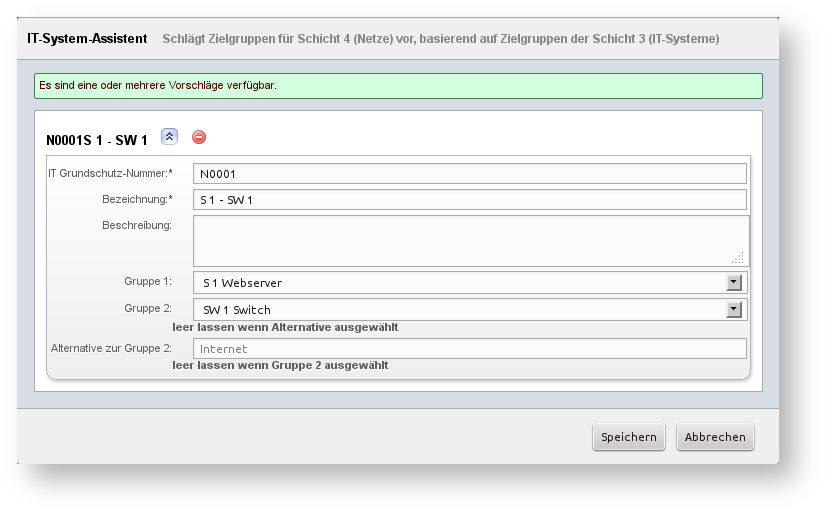 IT-System-Assistent Schlägt Zielgruppen für Schicht 4 (Netze) vor, basierend auf Zielgruppen der Schicht 3 (IT-Systeme)
Es sind eine oder mehrere Vorschläge verfügbar.
N0001S 1 - SW 1
IT Grundschutz-Nummer:* N0001
Bezeichnung:* S 1 - SW 1
Beschreibung:
Gruppe 1: S 1 Webserver
Gruppe 2: SW 1 Switch
leer lassen wenn Alternative ausgewählt
Alternative zur Gruppe 2: Internet
leer lassen wenn Gruppe 2 ausgewählt
Speichern Abbrechen